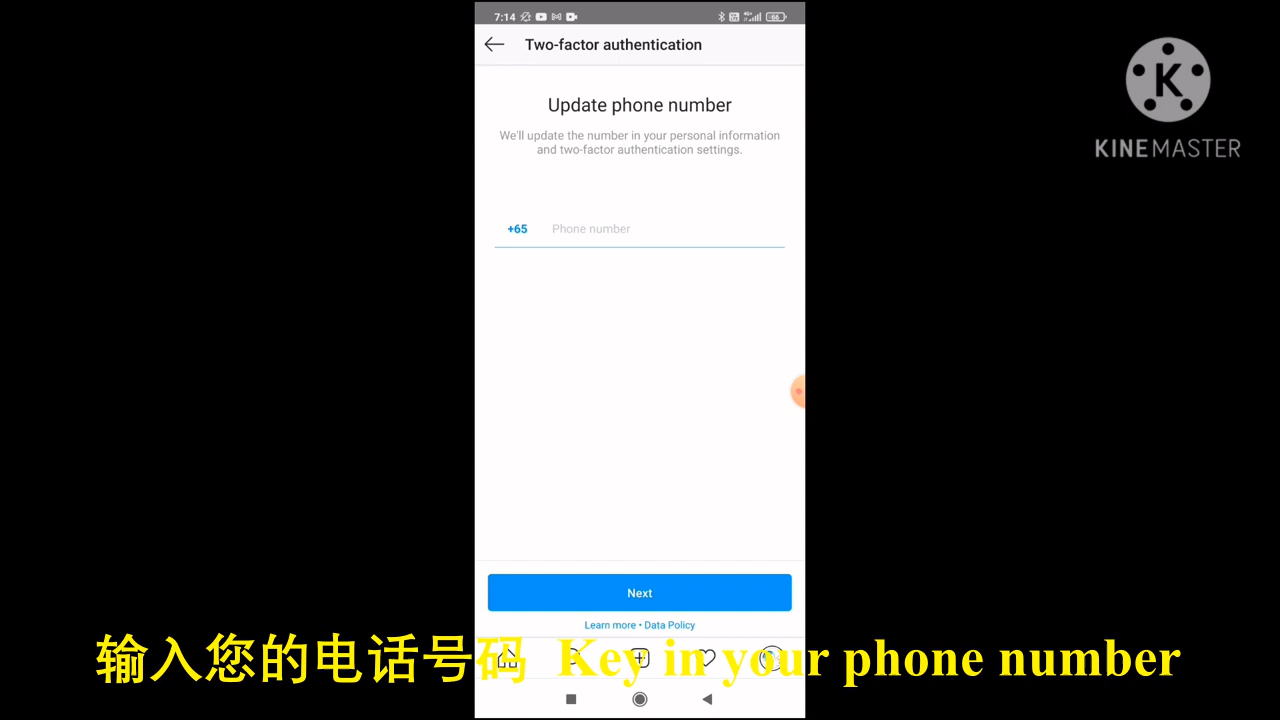 7:14
66
Two-factor authentication
Update phone number
We'll update the number in your personal information
and two-factor authentication settings.
+65 Phone number
K
KINEMASTER
Next
Learn more • Data Policy
输入您的电话号码 Key in your phone number